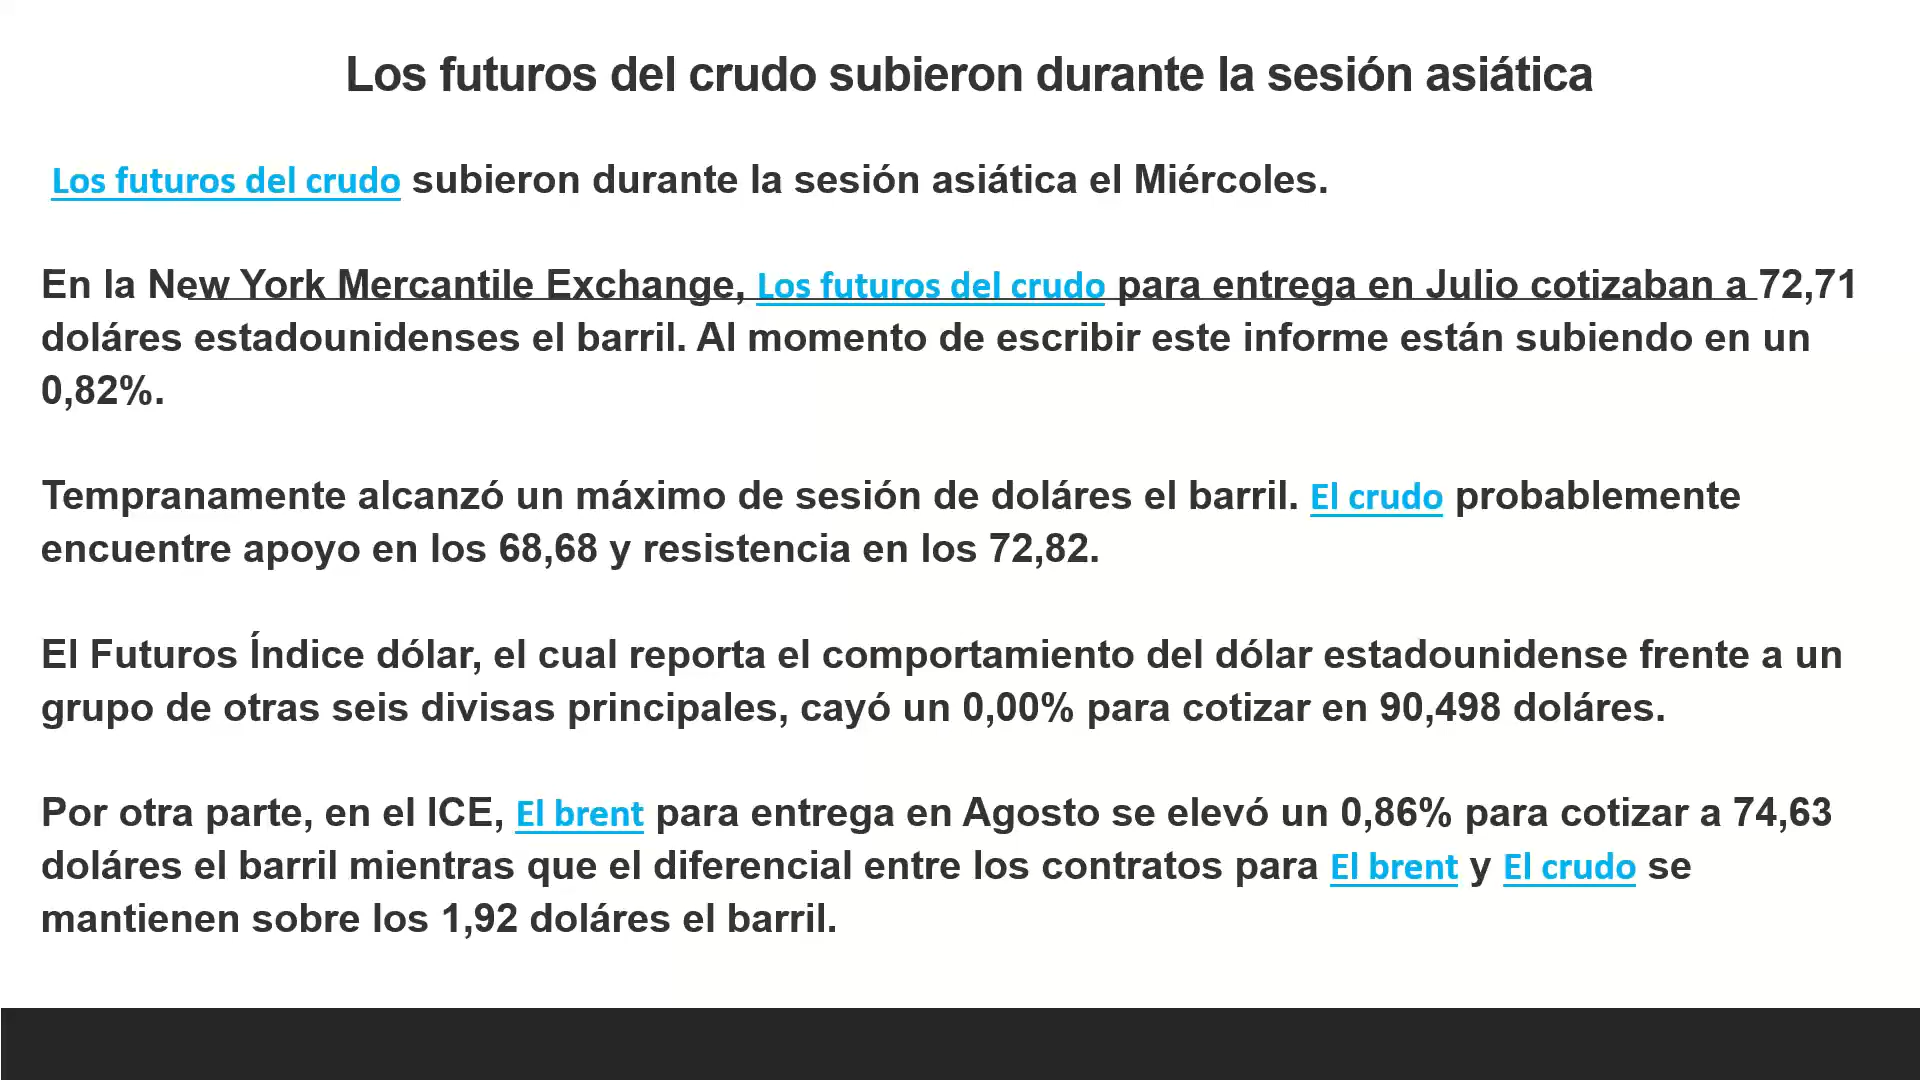 Los futuros del crudo subieron durante la sesión asiática
Los futuros del crudo subieron durante la sesión asiática el Miércoles.
En la New York Mercantile Exchange, Los futuros del crudo para entrega en Julio cotizaban a 72,71
doláres estadounidenses el barril. Al momento de escribir este informe están subiendo en un
0,82%.
Tempranamente alcanzó un máximo de sesión de doláres el barril. El crudo probablemente
encuentre apoyo en los 68,68 y resistencia en los 72,82.
El Futuros Índice dólar, el cual reporta el comportamiento del dólar estadounidense frente a un
grupo de otras seis divisas principales, cayó un 0,00% para cotizar en 90,498 doláres.
Por otra parte, en el ICE, El brent para entrega en Agosto se elevó un 0,86% para cotizar a 74,63
doláres el barril mientras que el diferencial entre los contratos para El brent y El crudo se
mantienen sobre los 1,92 doláres el barril.